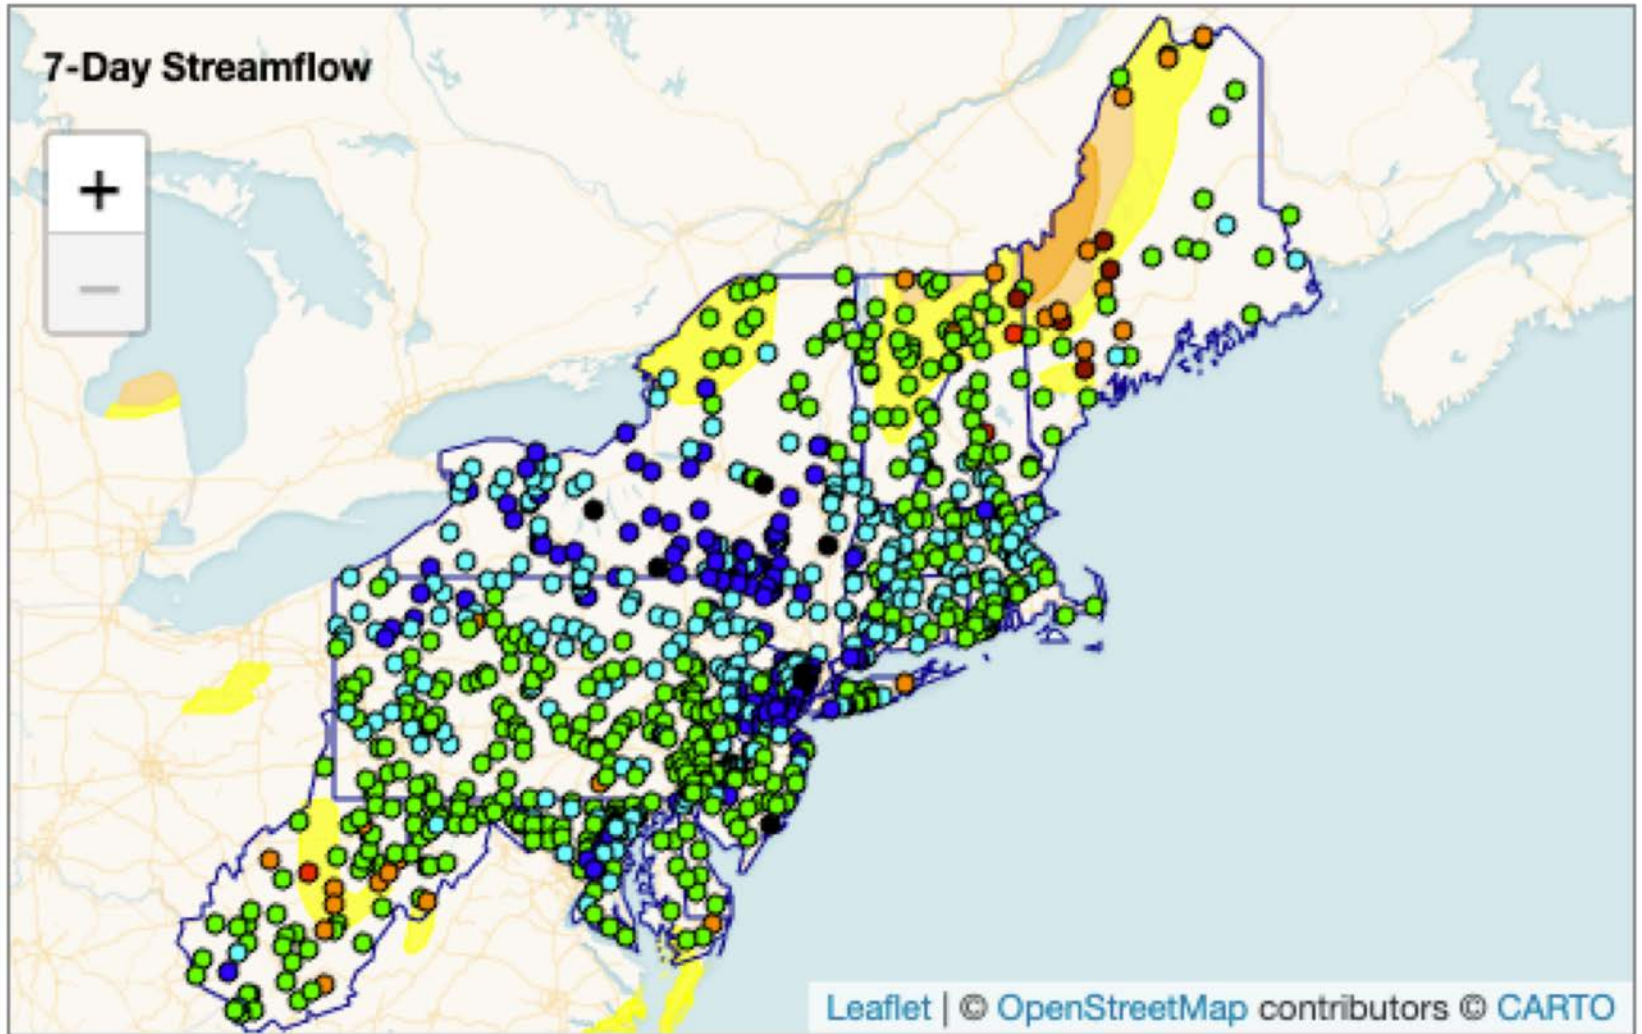 7-Day Streamflow
+
−
Leaflet | © OpenStreetMap contributors © CARTO